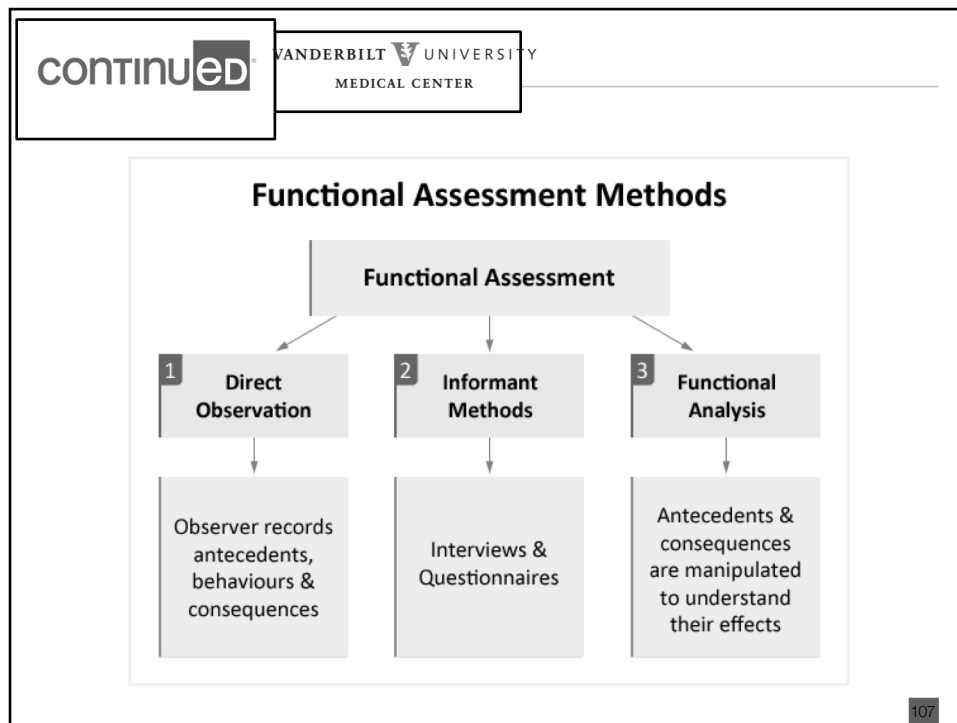 continued
VANDERBILT UNIVERSITY
MEDICAL CENTER
Functional Assessment Methods
Functional Assessment
1
Direct
Observation
2
Informant
Methods
3
Functional
Analysis
Observer records
antecedents,
behaviours &
consequences
Interviews &
Questionnaires
Antecedents &
consequences
are manipulated
to understand
their effects
107